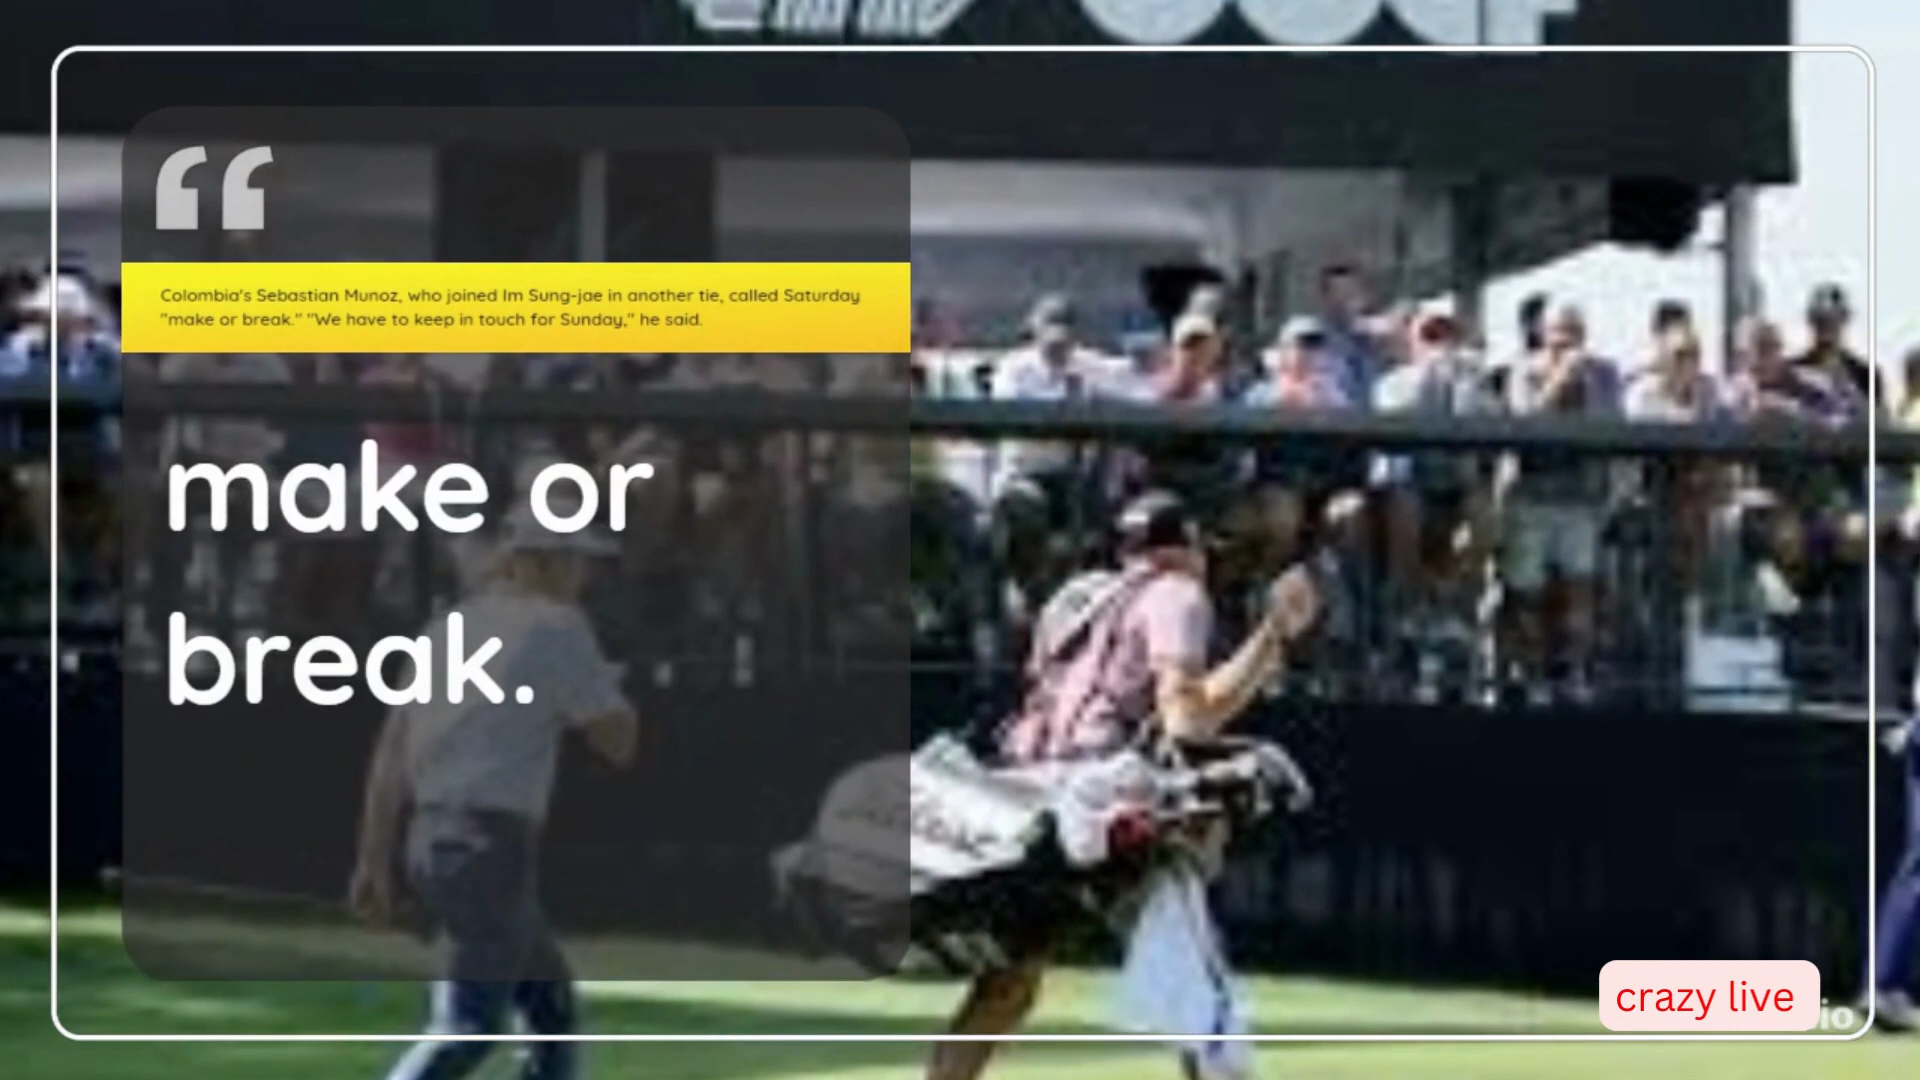 “
Colombia's Sebastian Munoz, who joined Im Sung-jae in another tie, called Saturday
"make or break." "We have to keep in touch for Sunday," he said.
make or
break.
crazy live
io